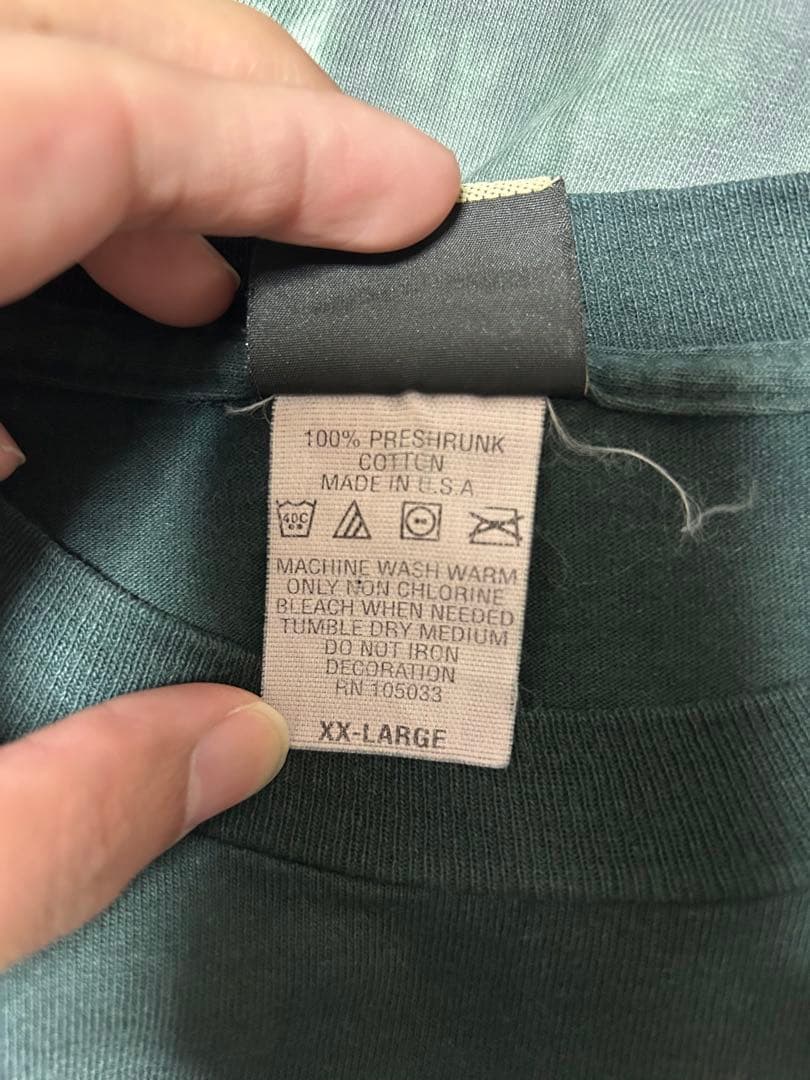 100% PRESHRUNK
COTTON
MADE IN U.S.A.
40C
MACHINE WASH WARM
ONLY NON CHLORINE
BLEACH WHEN NEEDED
TUMBLE DRY MEDIUM
DO NOT IRON
DECORATION
RN 105033
XX-LARGE